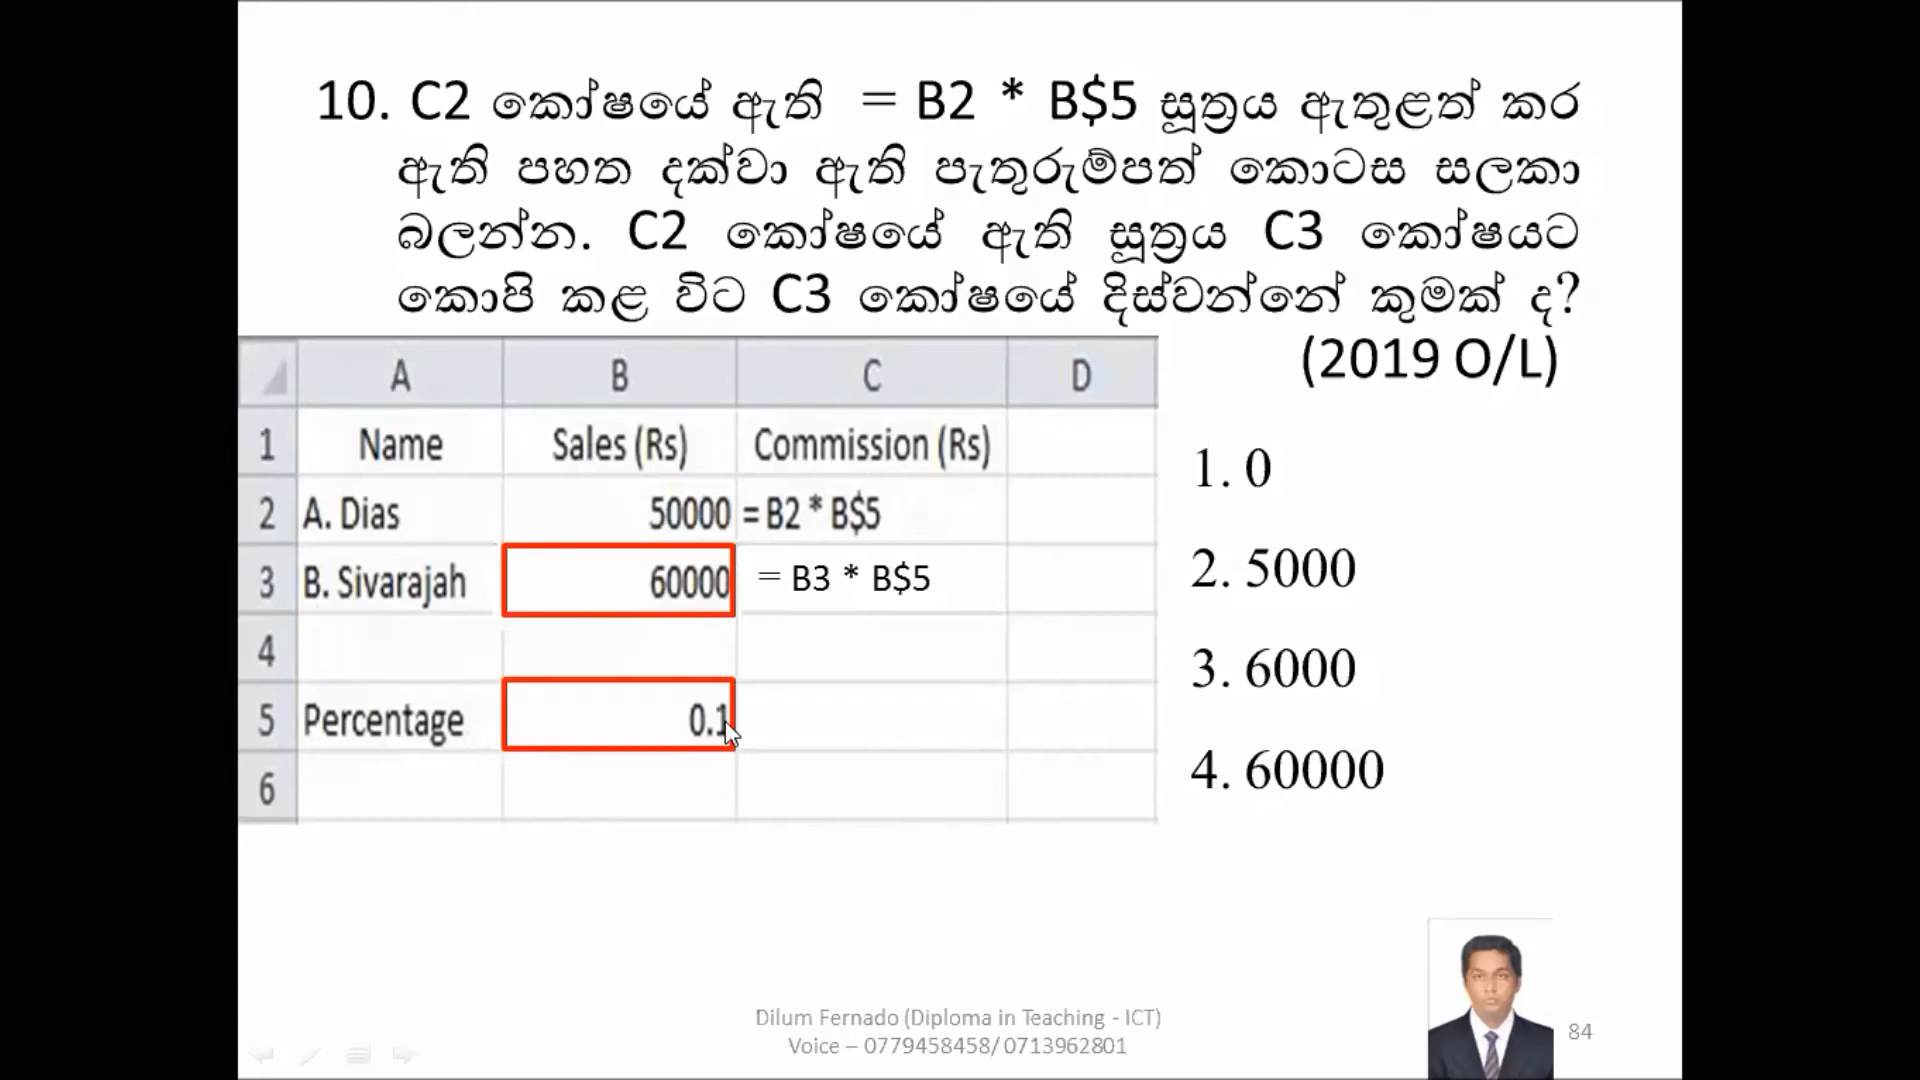 10. C2 කෝෂයේ ඇති = B2 * B$5 සූත්‍රය ඇතුළත් කර
ඇති පහත දක්වා ඇති පැතුරුම්පත් කොටස සලකා
බලන්න. C2 කෝෂයේ ඇති සූත්‍රය C3 කෝෂයට
කොපි කළ විට C3 කෝෂයේ දිස්වන්නේ කුමක් ද?
(2019 O/L)
A B C D
1 Name Sales (Rs) Commission (Rs)
2 A. Dias 50000 = B2 * B$5
3 B. Sivarajah 60000 = B3 * B$5
4
5 Percentage 0.1
6
1. 0
2. 5000
3. 6000
4. 60000
Dilum Fernado (Diploma in Teaching - ICT)
Voice – 0779458458/ 0713962801
84